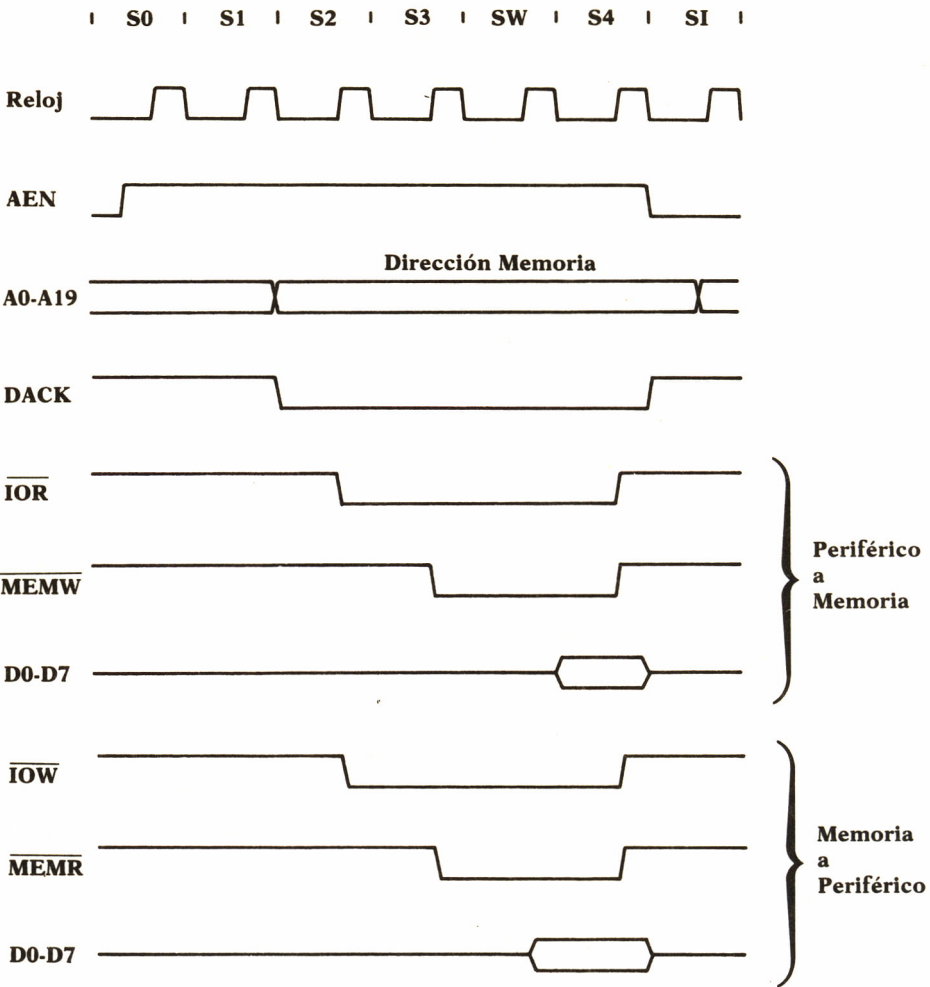 S0 S1 S2 S3 SW S4 SI
Reloj
AEN
Dirección Memoria
A0-A19
DACK
IOR
MEMW
Periférico
a
Memoria
D0-D7
IOW
MEMR
Memoria
a
Periférico
D0-D7